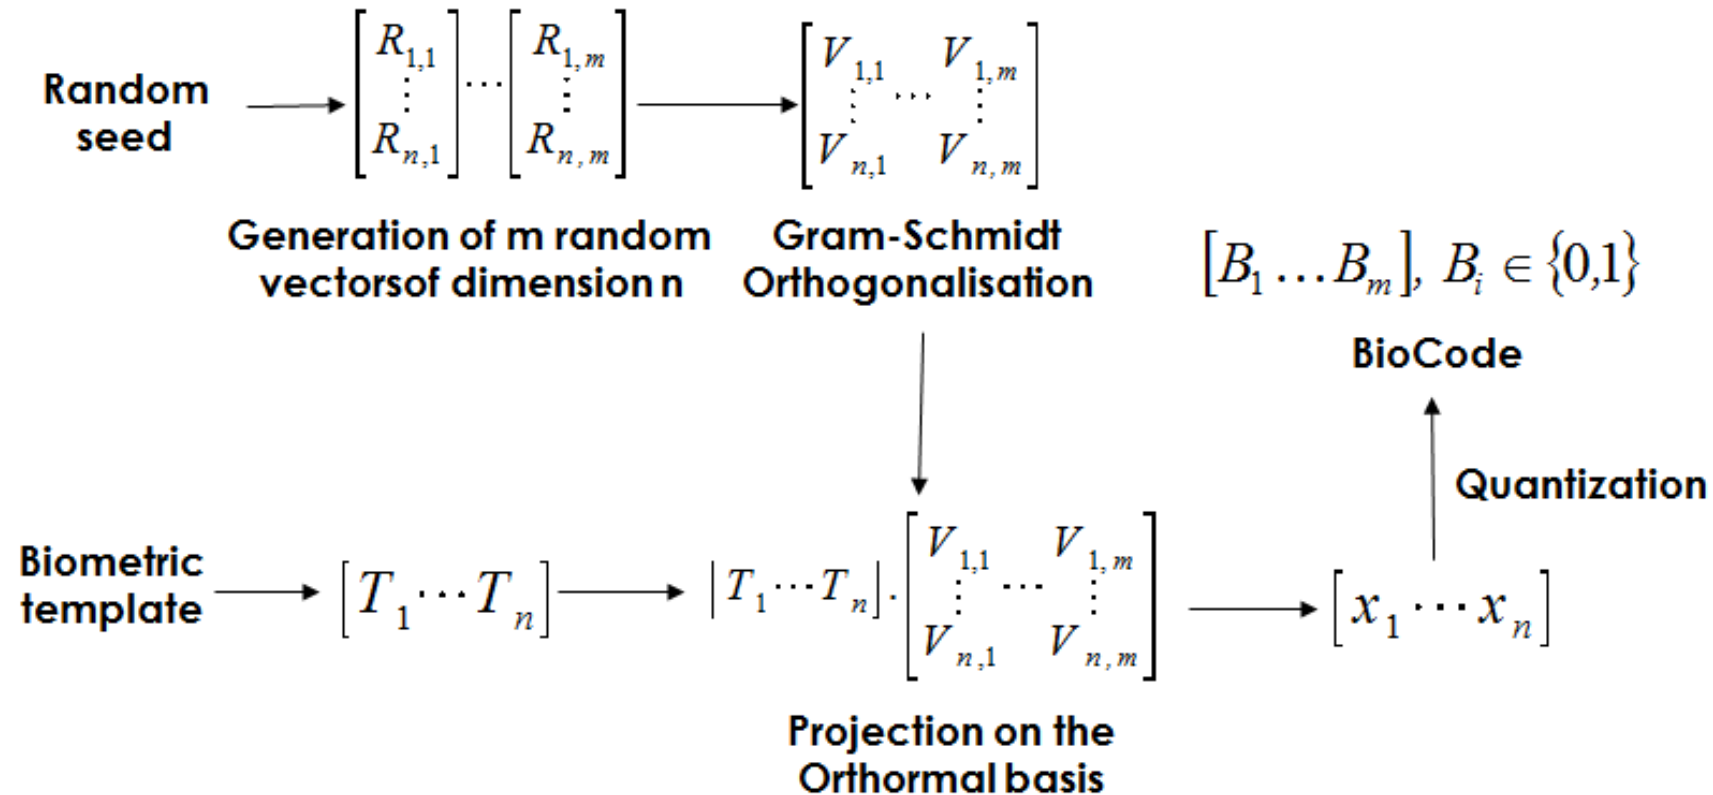 Random
seed
[R1,1 ⋮ Rn,1] ··· [R1,m ⋮ Rn,m]
[V1,1 ⋮ Vn,1 ··· V1,m ⋮ Vn,m]
Generation of m random
vectorsof dimension n
Gram-Schmidt
Orthogonalisation
[B1 … Bm], Bi ∈ {0,1}
BioCode
Quantization
Biometric
template
[T1 ··· Tn]
|T1 ··· Tn] . [V1,1 ⋮ Vn,1 ··· V1,m ⋮ Vn,m]
[x1 ··· xn]
Projection on the
Orthormal basis